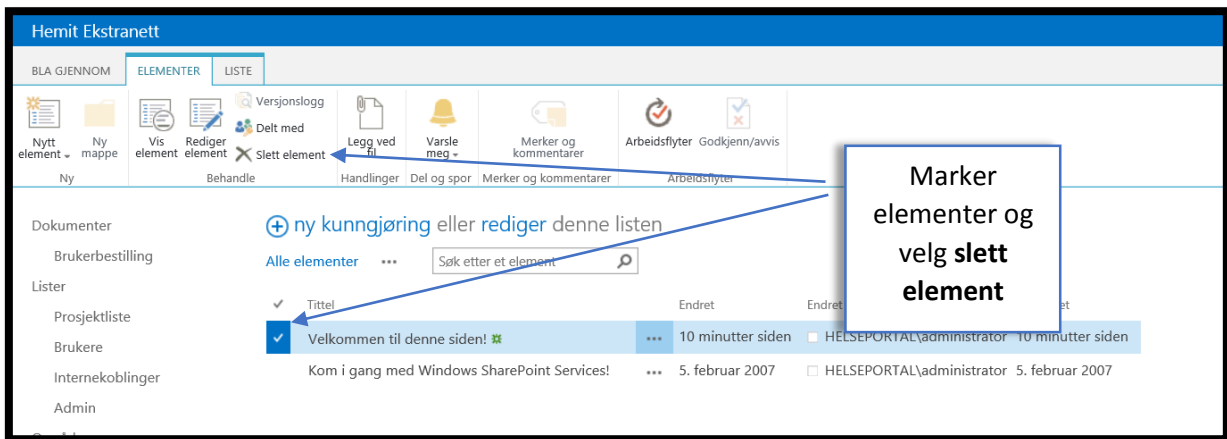 Hemit Ekstranett
BLA GJENNOM ELEMENTER LISTE
Nytt element Ny mappe Vis element Rediger element Versjonslogg Delt med Slett element Legg ved fil Varsle meg Merker og kommentarer Arbeidsflyter Godkjenn/avvis
Ny Behandle Handlinger Del og spor Merker og kommentarer Arbeidsflyter
Marker
elementer og
velg slett
element
Dokumenter
Brukerbestilling
Lister
Prosjektliste
Brukere
Internekoblinger
Admin
ny kunngjøring eller rediger denne listen
Alle elementer ••• Søk etter et element
Tittel Endret Endret
Velkommen til denne siden! ••• 10 minutter siden HELSEPORTAL\administrator 10 minutter siden
Kom i gang med Windows SharePoint Services! ••• 5. februar 2007 HELSEPORTAL\administrator 5. februar 2007